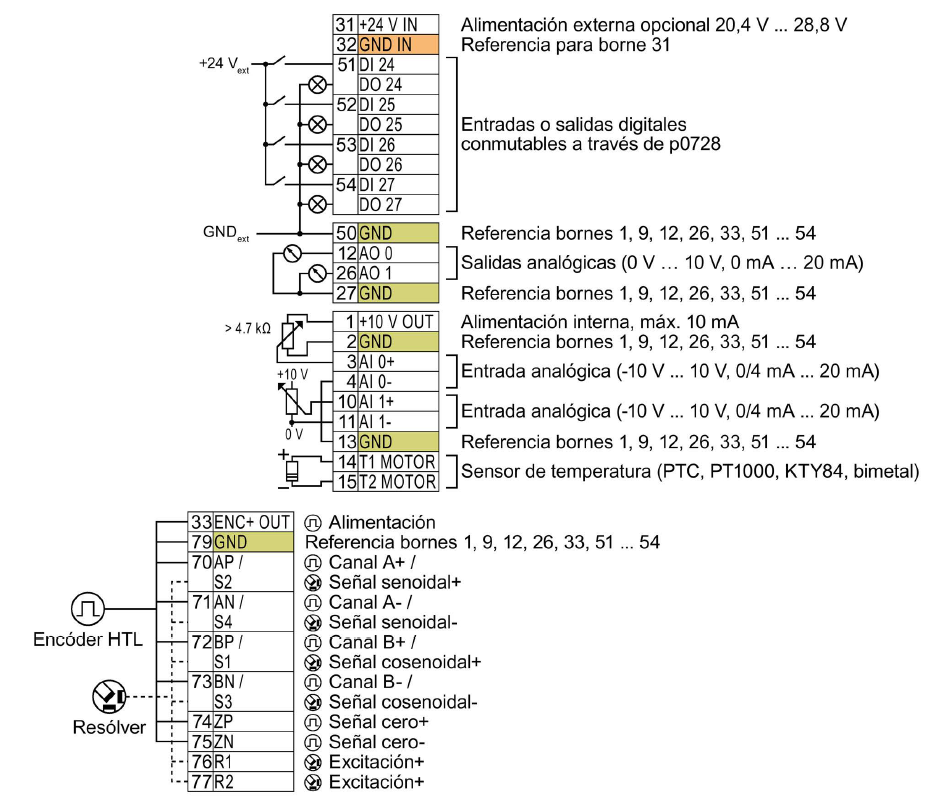 31 +24 V IN Alimentación externa opcional 20,4 V ... 28,8 V
32 GND IN Referencia para borne 31
+24 Vext 51 DI 24
DO 24
52 DI 25
DO 25 Entradas o salidas digitales
53 DI 26 conmutables a través de p0728
DO 26
54 DI 27
DO 27
GNDext 50 GND Referencia bornes 1, 9, 12, 26, 33, 51 ... 54
12 AO 0
26 AO 1 Salidas analógicas (0 V … 10 V, 0 mA … 20 mA)
27 GND Referencia bornes 1, 9, 12, 26, 33, 51 ... 54
> 4.7 kΩ 1 +10 V OUT Alimentación interna, máx. 10 mA
2 GND Referencia bornes 1, 9, 12, 26, 33, 51 ... 54
3 AI 0+ Entrada analógica (-10 V ... 10 V, 0/4 mA ... 20 mA)
+10 V 4 AI 0-
10 AI 1+ Entrada analógica (-10 V ... 10 V, 0/4 mA ... 20 mA)
0 V 11 AI 1-
13 GND Referencia bornes 1, 9, 12, 26, 33, 51 ... 54
+ 14 T1 MOTOR Sensor de temperatura (PTC, PT1000, KTY84, bimetal)
– 15 T2 MOTOR
33 ENC+ OUT Alimentación
79 GND Referencia bornes 1, 9, 12, 26, 33, 51 ... 54
70 AP / Canal A+ /
S2 Señal senoidal+
71 AN / Canal A- /
S4 Señal senoidal-
Encóder HTL 72 BP / Canal B+ /
S1 Señal cosenoidal+
73 BN / Canal B- /
S3 Señal cosenoidal-
Resólver 74 ZP Señal cero+
75 ZN Señal cero-
76 R1 Excitación+
77 R2 Excitación+